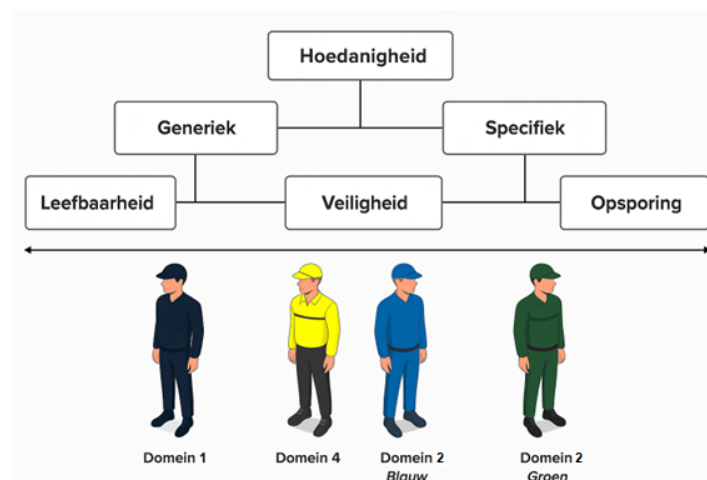 Hoedanigheid
Generiek
Specifiek
Leefbaarheid
Veiligheid
Opsporing
Domein 1
Domein 4
Domein 2
Blauw
Domein 2
Groen